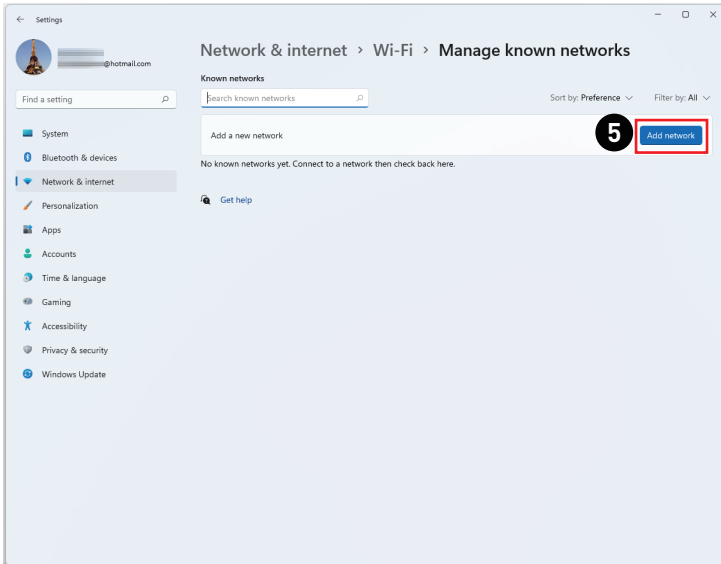 Settings
@hotmail.com
Find a setting
System
Bluetooth & devices
Network & internet
Personalization
Apps
Accounts
Time & language
Gaming
Accessibility
Privacy & security
Windows Update
Network & internet > Wi-Fi > Manage known networks
Known networks
Search known networks
Sort by: Preference Filter by: All
Add a new network 5 Add network
No known networks yet. Connect to a network then check back here.
Get help